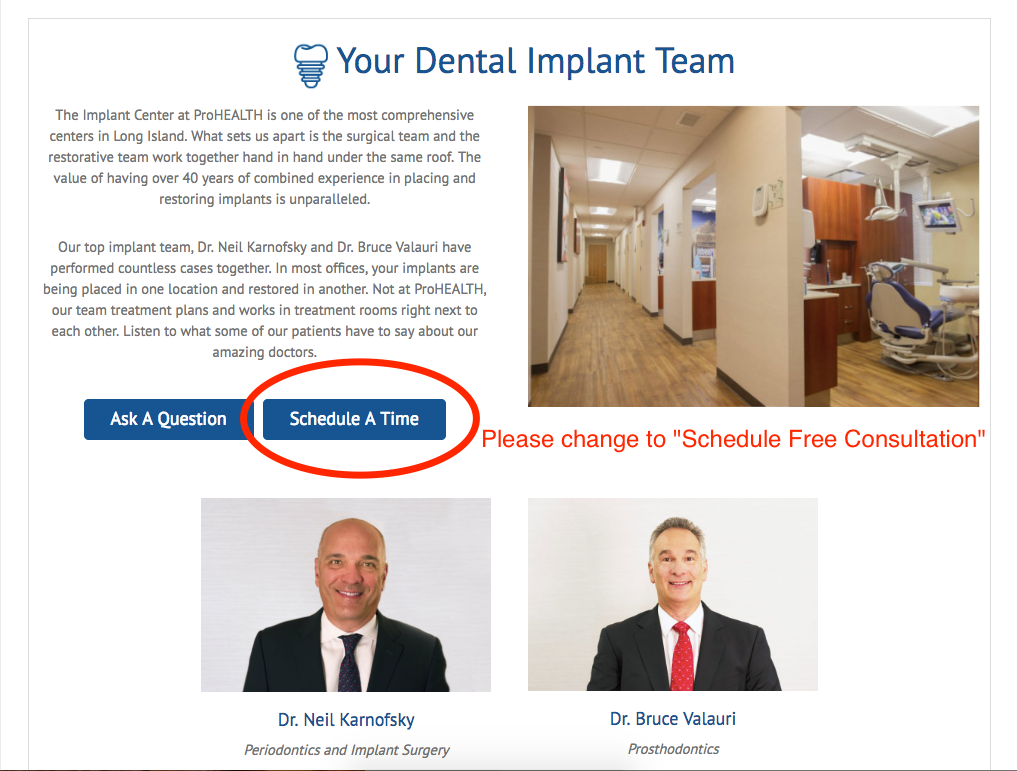 Your Dental Implant Team
The Implant Center at ProHEALTH is one of the most comprehensive
centers in Long Island. What sets us apart is the surgical team and the
restorative team work together hand in hand under the same roof. The
value of having over 40 years of combined experience in placing and
restoring implants is unparalleled.
Our top implant team, Dr. Neil Karnofsky and Dr. Bruce Valauri have
performed countless cases together. In most offices, your implants are
being placed in one location and restored in another. Not at ProHEALTH,
our team treatment plans and works in treatment rooms right next to
each other. Listen to what some of our patients have to say about our
amazing doctors.
Ask A Question
Schedule A Time
Please change to "Schedule Free Consultation"
Dr. Neil Karnofsky
Periodontics and Implant Surgery
Dr. Bruce Valauri
Prosthodontics